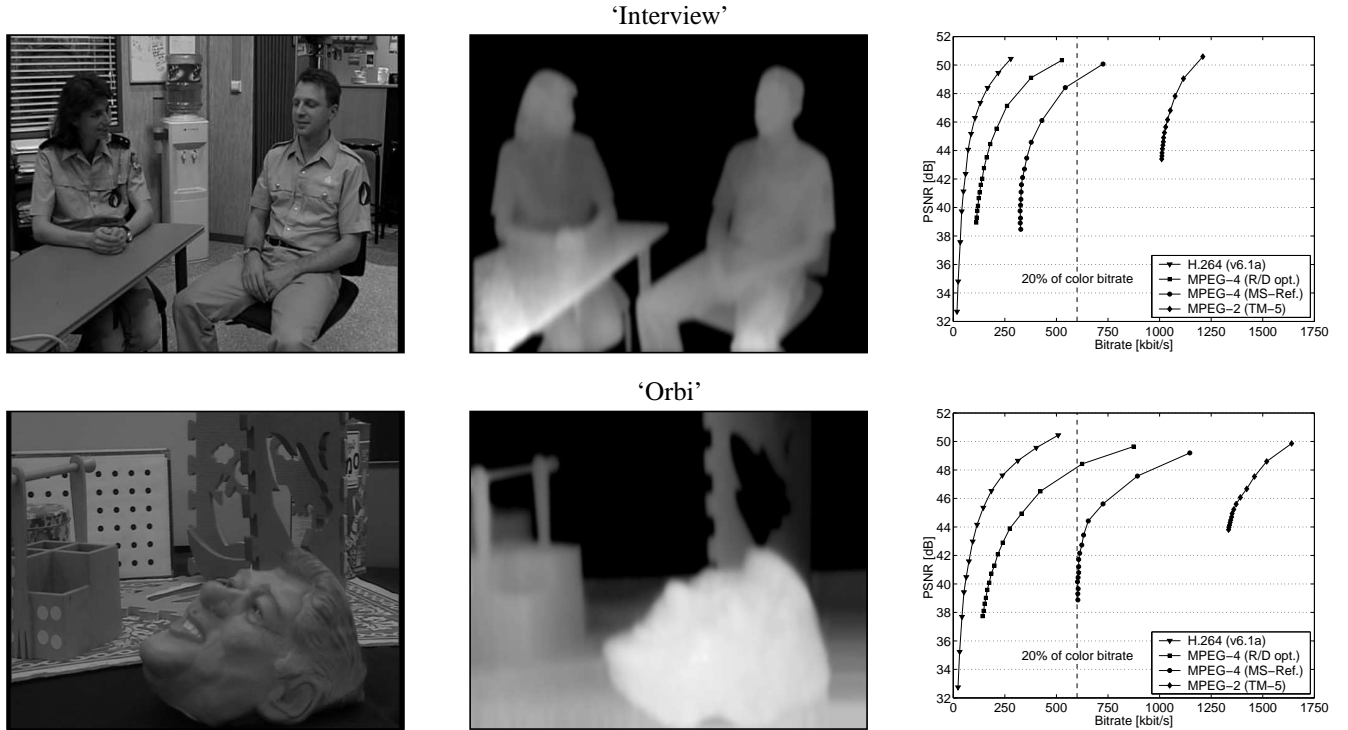 ‘Interview’
52
50
48
46
44
42
40
38
36
34
32
PSNR [dB]
20% of color bitrate
H.264 (v6.1a)
MPEG−4 (R/D opt.)
MPEG−4 (MS−Ref.)
MPEG−2 (TM−5)
0 250 500 750 1000 1250 1500 1750
Bitrate [kbit/s]
‘Orbi’
52
50
48
46
44
42
40
38
36
34
32
PSNR [dB]
20% of color bitrate
H.264 (v6.1a)
MPEG−4 (R/D opt.)
MPEG−4 (MS−Ref.)
MPEG−2 (TM−5)
0 250 500 750 1000 1250 1500 1750
Bitrate [kbit/s]